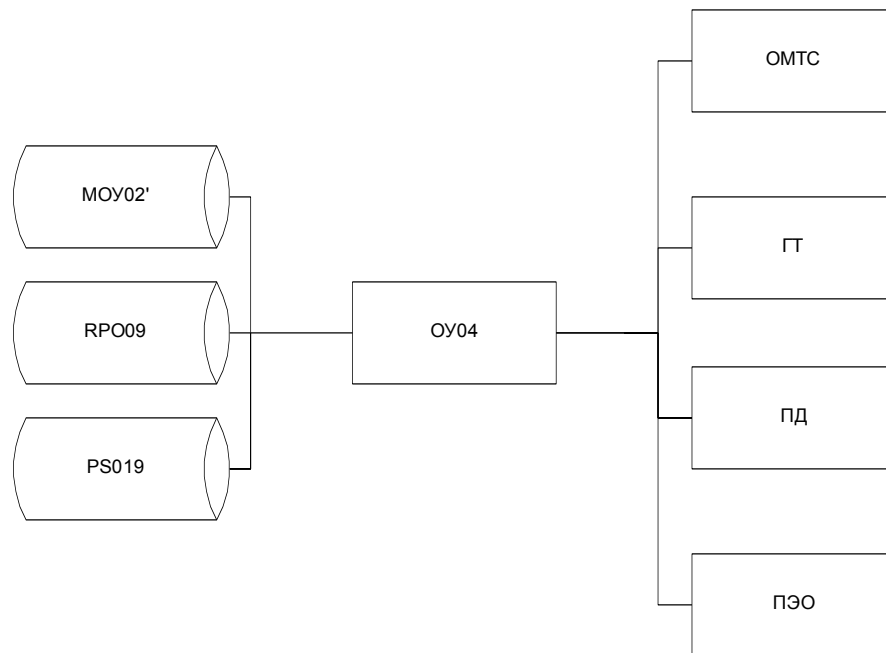 ОМТС
МОУ02'
ГТ
RPO09
ОУ04
ПД
PS019
ПЭО